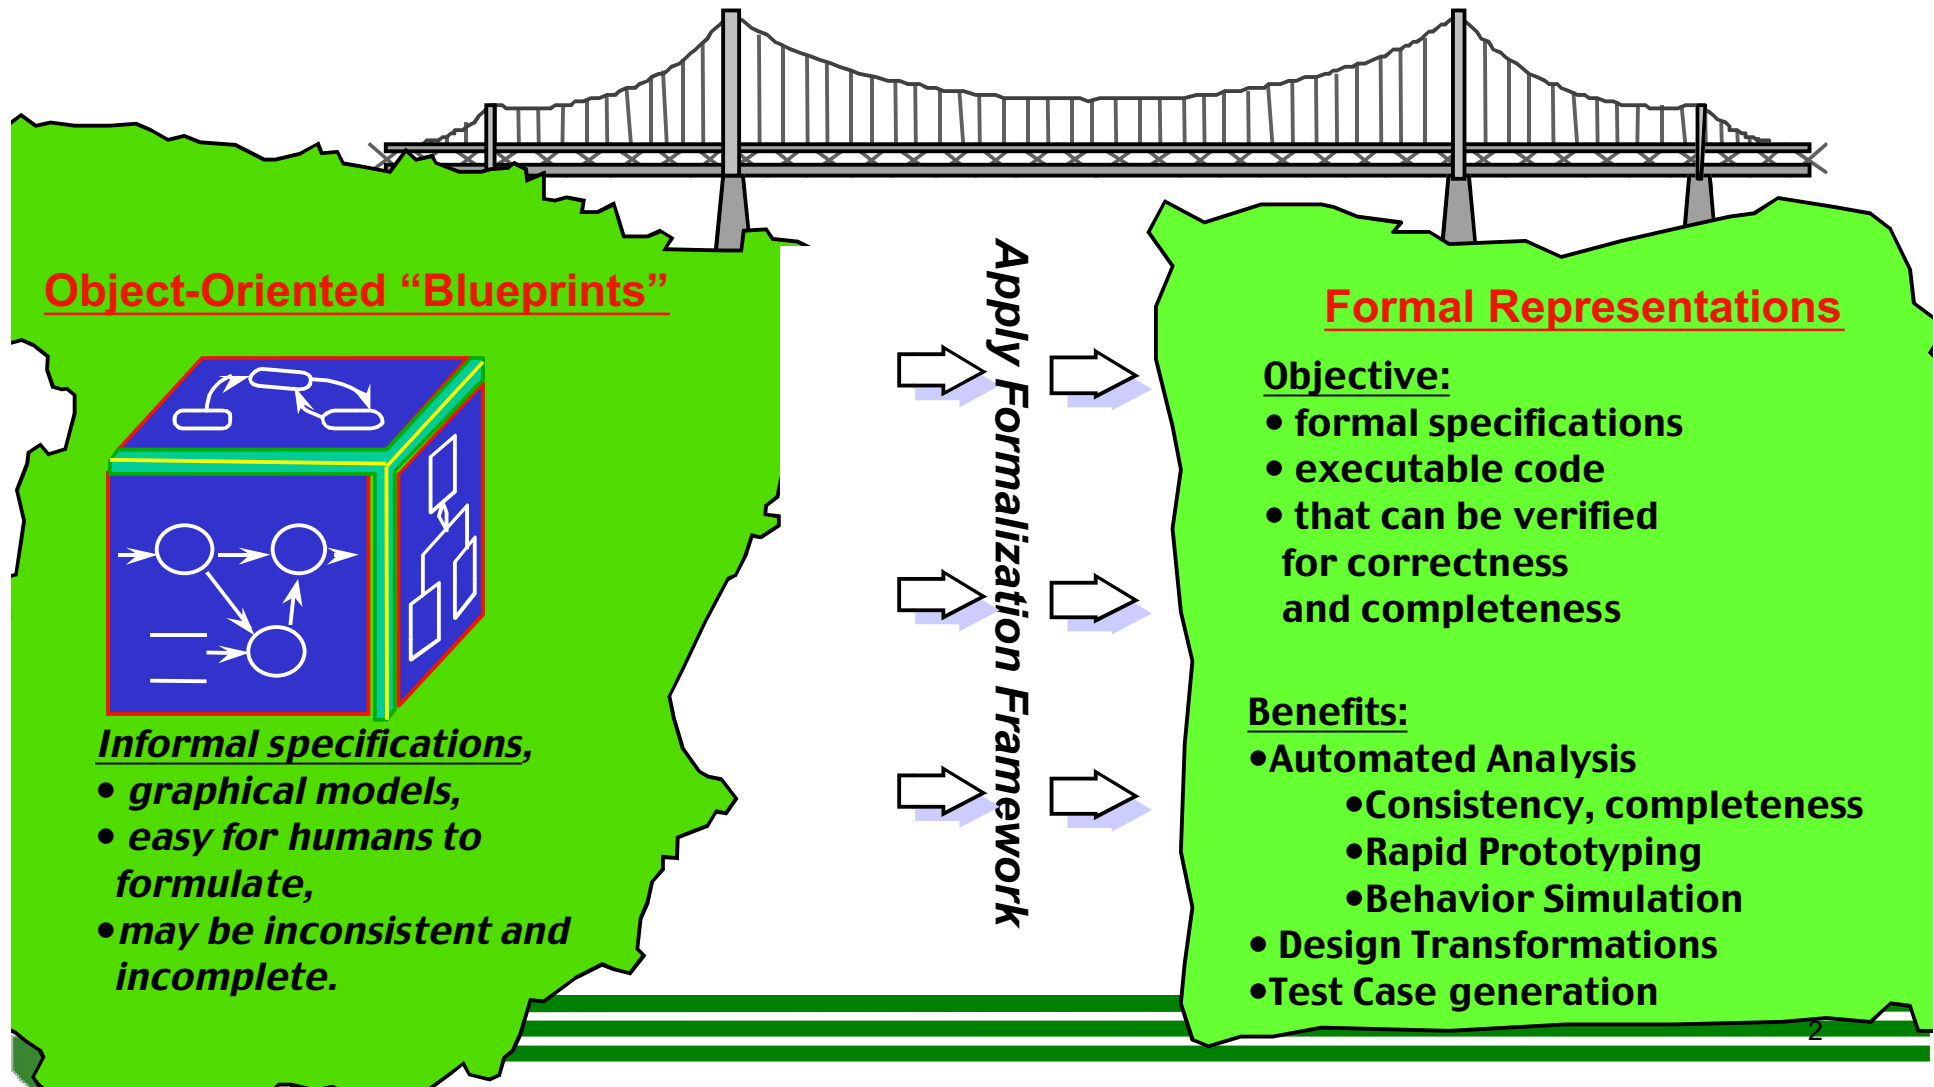 Object-Oriented “Blueprints”
Informal specifications,
• graphical models,
• easy for humans to
formulate,
•may be inconsistent and
incomplete.
Apply Formalization Framework
Formal Representations
Objective:
• formal specifications
• executable code
• that can be verified
for correctness
and completeness
Benefits:
•Automated Analysis
•Consistency, completeness
•Rapid Prototyping
•Behavior Simulation
• Design Transformations
•Test Case generation
2